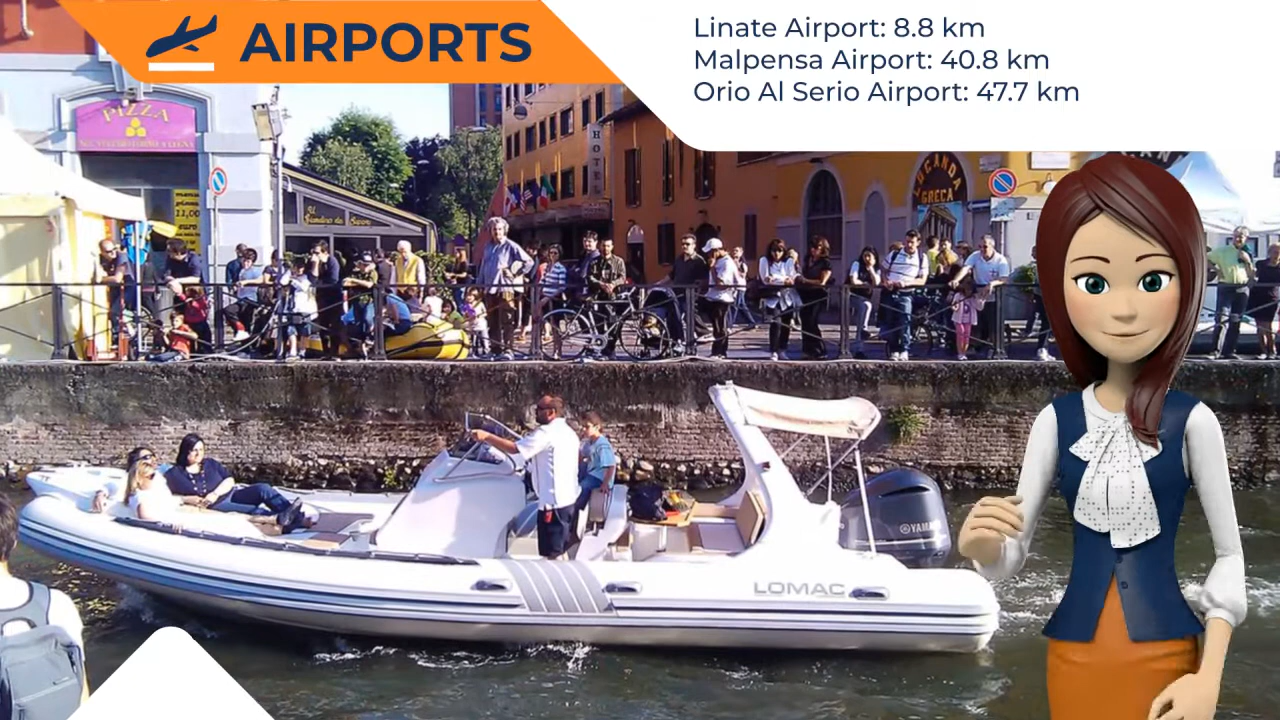 AIRPORTS
Linate Airport: 8.8 km
Malpensa Airport: 40.8 km
Orio Al Serio Airport: 47.7 km
PIZZA
HOTEL
LOCANDA
GRECA
LOMAC
YAMA